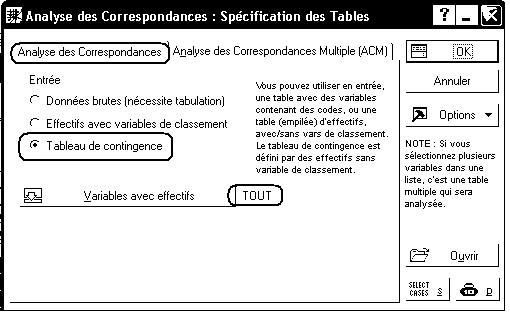 Analyse des Correspondances : Spécification des Tables
Analyse des Correspondances
Analyse des Correspondances Multiple (ACM)
OK
Annuler
Options
Entrée
Données brutes (nécessite tabulation)
Effectifs avec variables de classement
Tableau de contingence
Vous pouvez utiliser en entrée,
une table avec des variables
contenant des codes, ou une
table (empilée) d'effectifs,
avec/sans vars de classement.
Le tableau de contingence est
défini par des effectifs sans
variable de classement.
Variables avec effectifs
TOUT
NOTE : Si vous
sélectionnez plusieurs
variables dans une
liste, c'est une table
multiple qui sera
analysée.
Ouvrir
SELECT
CASES
S
D